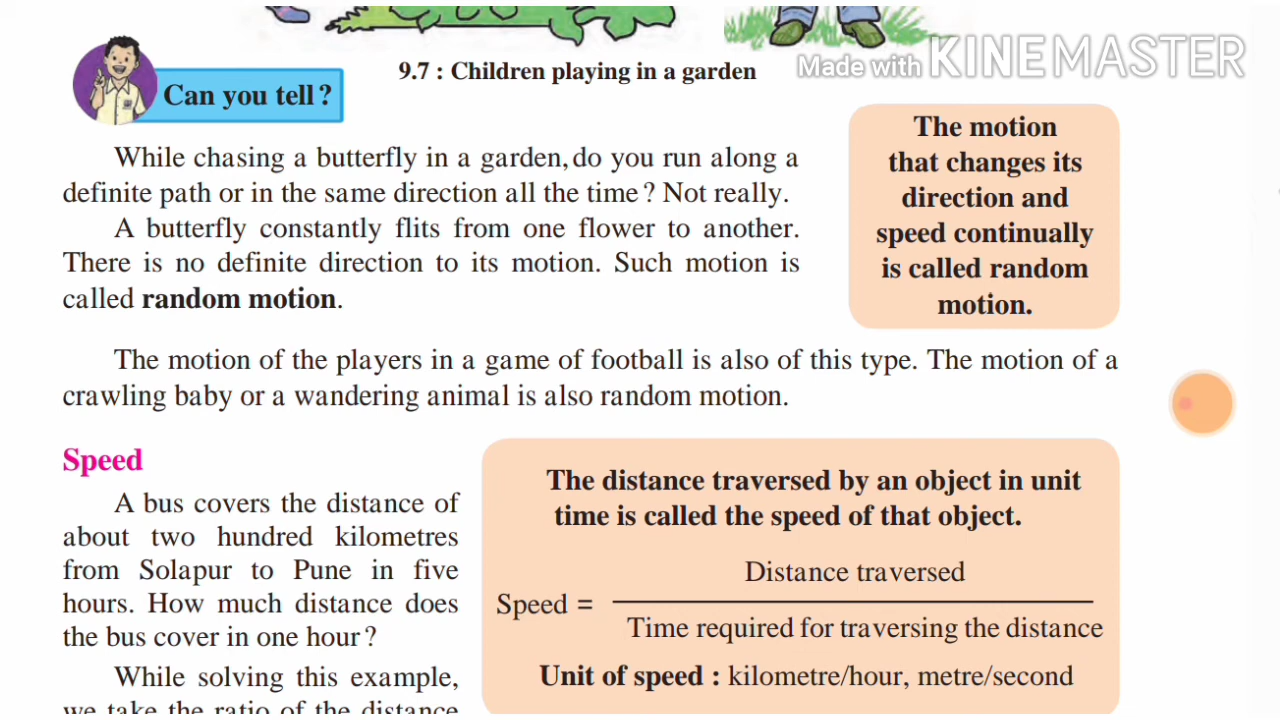 9.7 : Children playing in a garden
Made with KINEMASTER
Can you tell?
While chasing a butterfly in a garden, do you run along a
definite path or in the same direction all the time? Not really.
A butterfly constantly flits from one flower to another.
There is no definite direction to its motion. Such motion is
called random motion.
The motion
that changes its
direction and
speed continually
is called random
motion.
The motion of the players in a game of football is also of this type. The motion of a
crawling baby or a wandering animal is also random motion.
Speed
A bus covers the distance of
about two hundred kilometres
from Solapur to Pune in five
hours. How much distance does
the bus cover in one hour?
While solving this example,
we take the ratio of the distance
The distance traversed by an object in unit
time is called the speed of that object.
Distance traversed
Speed =
Time required for traversing the distance
Unit of speed : kilometre/hour, metre/second